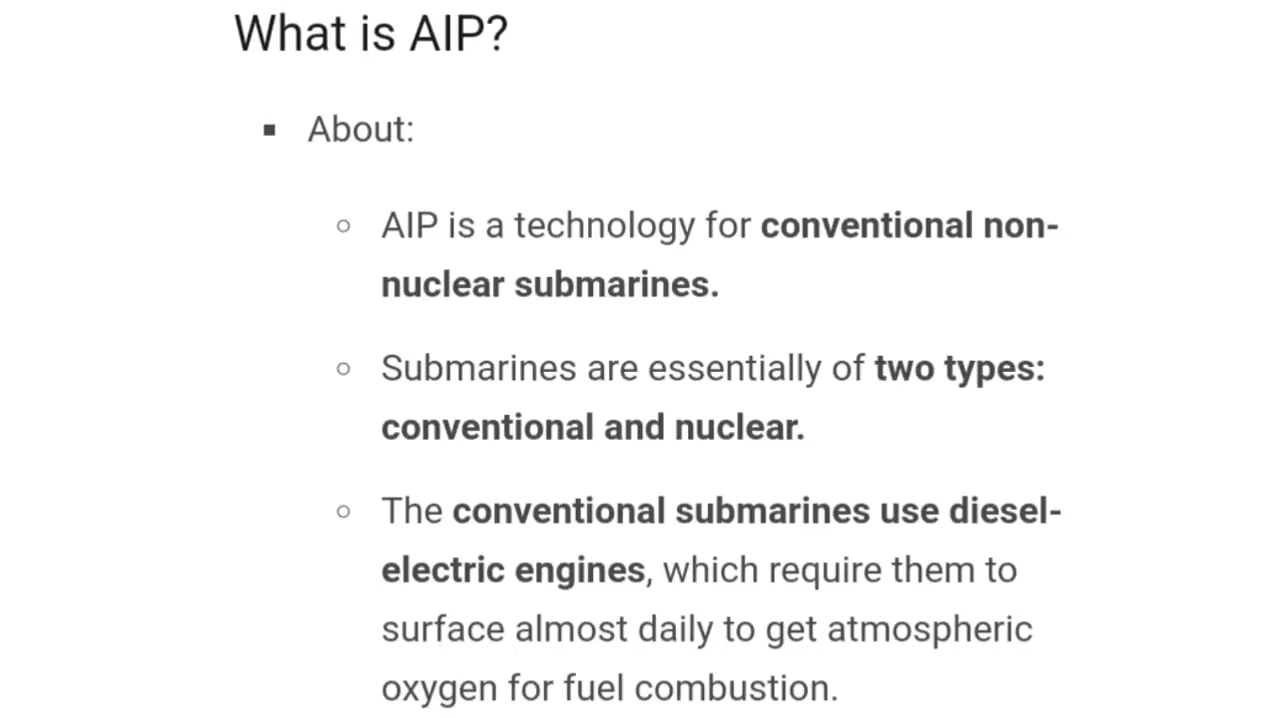 What is AIP?
▪ About:
○ AIP is a technology for conventional non-
nuclear submarines.
○ Submarines are essentially of two types:
conventional and nuclear.
○ The conventional submarines use diesel-
electric engines, which require them to
surface almost daily to get atmospheric
oxygen for fuel combustion.